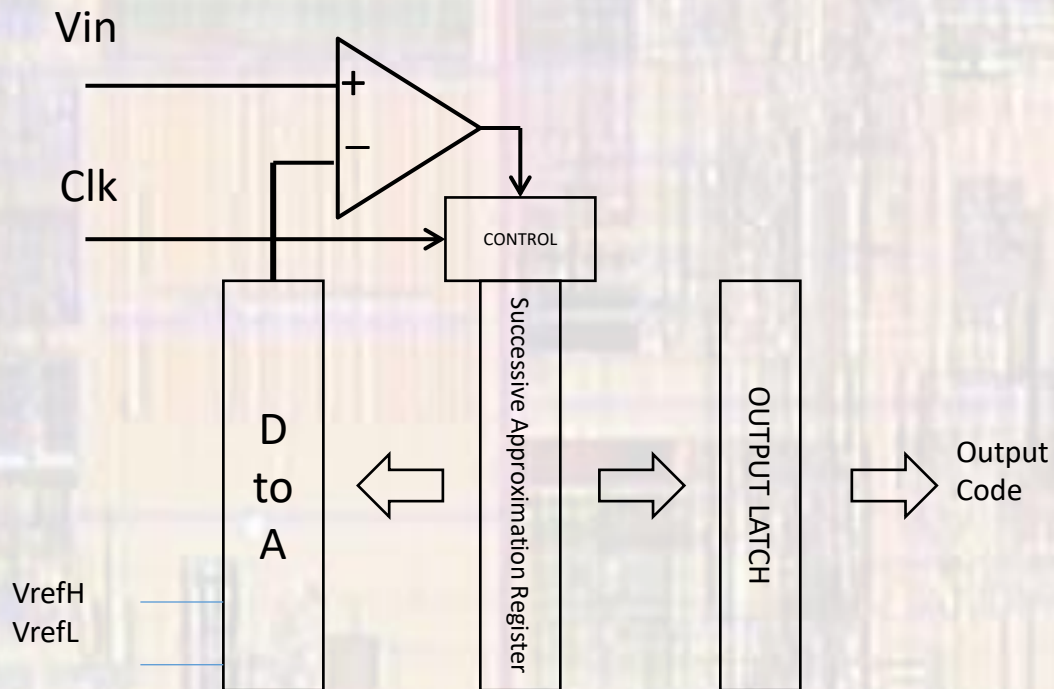 Vin
+
−
Clk
CONTROL
Successive Approximation Register
D
to
A
OUTPUT LATCH
Output
Code
VrefH
VrefL